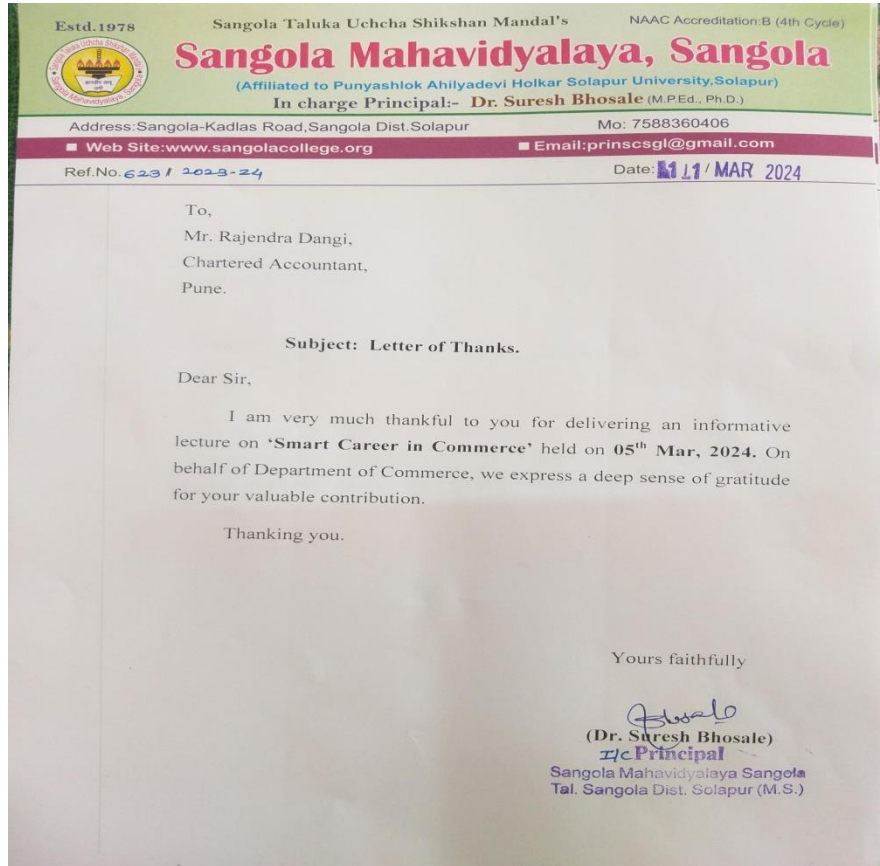 Estd.1978
Sangola Taluka Uchcha Shikshan Mandal's
NAAC Accreditation:B (4th Cycle)
Sangola Mahavidyalaya, Sangola
(Affiliated to Punyashlok Ahilyadevi Holkar Solapur University,Solapur)
In charge Principal:- Dr. Suresh Bhosale (M.P.Ed., Ph.D.)
Address:Sangola-Kadlas Road,Sangola Dist.Solapur
Mo: 7588360406
Web Site:www.sangolacollege.org
Email:prinscsgl@gmail.com
Ref.No. 623/ 2023-24
Date: 11/ MAR 2024
To,
Mr. Rajendra Dangi,
Chartered Accountant,
Pune.
Subject: Letter of Thanks.
Dear Sir,
I am very much thankful to you for delivering an informative
lecture on ‘Smart Career in Commerce’ held on 05th Mar, 2024. On
behalf of Department of Commerce, we express a deep sense of gratitude
for your valuable contribution.
Thanking you.
Yours faithfully
Bhosale
(Dr. Suresh Bhosale)
I/c Principal
Sangola Mahavidyalaya Sangola
Tal. Sangola Dist. Solapur (M.S.)